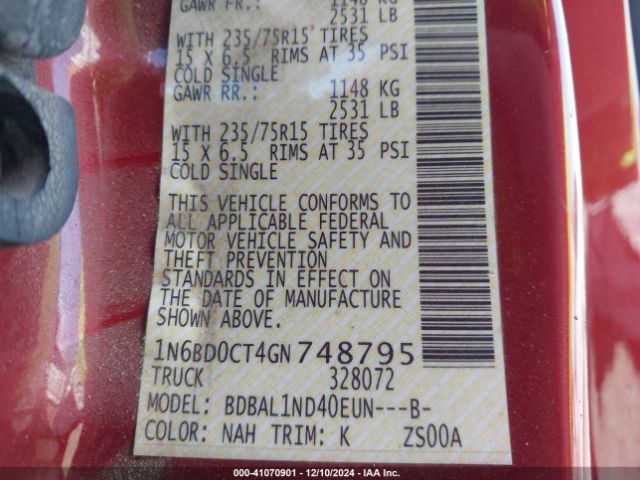 GAWR FR.: 1148 KG
2531 LB
WITH 235/75R15 TIRES
15 X 6.5 RIMS AT 35 PSI
COLD SINGLE
GAWR RR.: 1148 KG
2531 LB
WITH 235/75R15 TIRES
15 X 6.5 RIMS AT 35 PSI
COLD SINGLE
THIS VEHICLE CONFORMS TO
ALL APPLICABLE FEDERAL
MOTOR VEHICLE SAFETY AND
THEFT PREVENTION
STANDARDS IN EFFECT ON
THE DATE OF MANUFACTURE
SHOWN ABOVE.
1N6BD0CT4GN748795
TRUCK 328072
MODEL: BDBAL1ND40EUN---B-
COLOR: NAH TRIM: K ZS00A
000-41070901 - 12/10/2024 - IAA Inc.